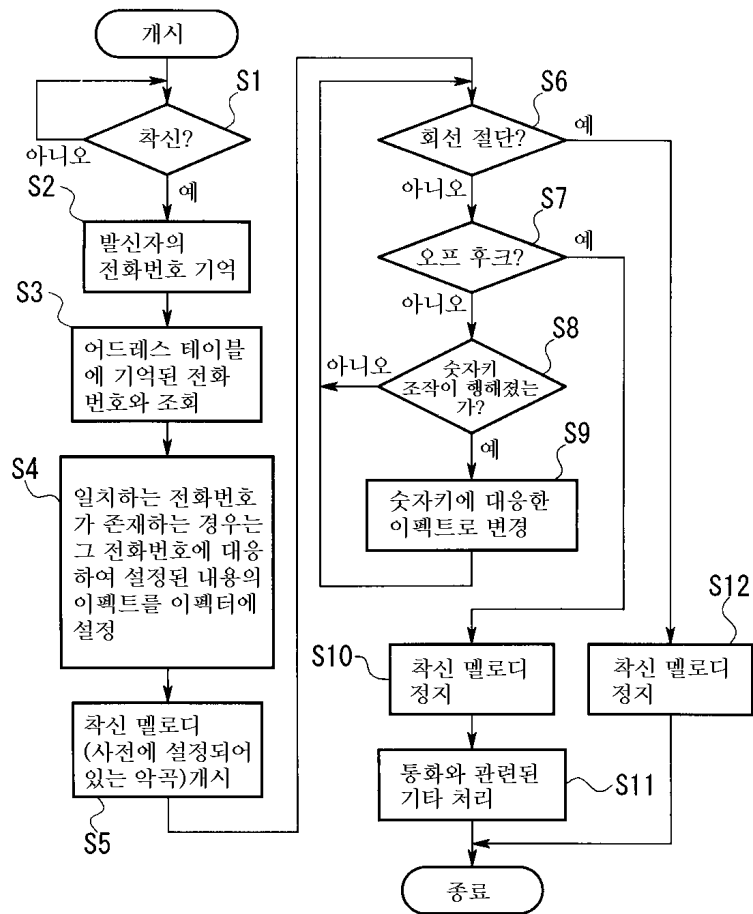 개시
S1
착신?
아니오
예
S2
발신자의
전화번호 기억
S3
어드레스 테이블
에 기억된 전화
번호와 조회
S4
일치하는 전화번호
가 존재하는 경우는
그 전화번호에 대응
하여 설정된 내용의
이펙트를 이펙터에
설정
착신 멜로디
(사전에 설정되어
있는 악곡)개시
S5
S6
회선 절단?
예
아니오
S7
오프 후크?
예
아니오
S8
숫자키
조작이 행해졌는
가?
아니오
예
S9
숫자키에 대응한
이펙트로 변경
S10
착신 멜로디
정지
S12
착신 멜로디
정지
통화와 관련된
기타 처리
S11
종료